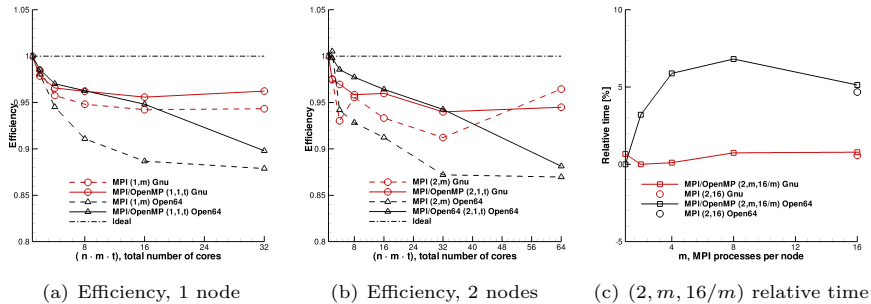 1.05
1
0.95
0.9
0.85
0.8
Efficiency
MPI (1,m) Gnu
MPI/OpenMP (1,1,t) Gnu
MPI (1,m) Open64
MPI/OpenMP (1,1,t) Open64
Ideal
8 16 24 32
( n · m · t), total number of cores
(a) Efficiency, 1 node
1.05
1
0.95
0.9
0.85
0.8
Efficiency
MPI (2,m) Gnu
MPI/OpenMP (2,1,t) Gnu
MPI (2,m) Open64
MPI/OpenMP (2,1,t) Open64
Ideal
8 16 24 32 40 48 56 64
(n · m · t), total number of cores
(b) Efficiency, 2 nodes
10
5
0
-5
Relative time [%]
MPI/OpenMP (2,m,16/m) Gnu
MPI (2,16) Gnu
MPI/OpenMP (2,m,16/m) Open64
MPI (2,16) Open64
4 8 12 16
m, MPI processes per node
(c) (2, m, 16/m) relative time